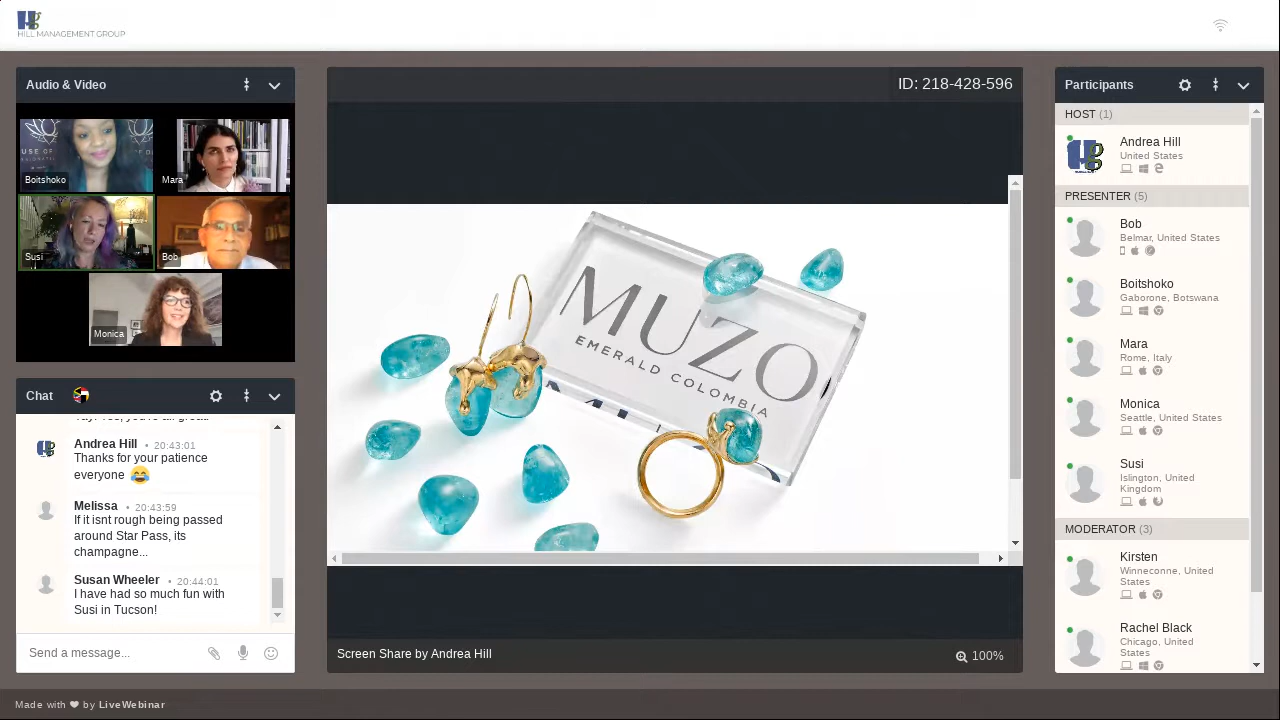 Hg
HILL MANAGEMENT GROUP
Audio & Video
Boitshoko
Mara
Susi
Bob
Monica
Chat
Andrea Hill • 20:43:01
Thanks for your patience
everyone 😂
Melissa • 20:43:59
If it isnt rough being passed
around Star Pass, its
champagne...
Susan Wheeler • 20:44:01
I have had so much fun with
Susi in Tucson!
Send a message...
ID: 218-428-596
MUZO
EMERALD COLOMBIA
Screen Share by Andrea Hill
100%
Participants
HOST (1)
Andrea Hill
United States
PRESENTER (5)
Bob
Belmar, United States
Boitshoko
Gaborone, Botswana
Mara
Rome, Italy
Monica
Seattle, United States
Susi
Islington, United
Kingdom
MODERATOR (3)
Kirsten
Winneconne, United
States
Rachel Black
Chicago, United
States
Made with ❤ by LiveWebinar